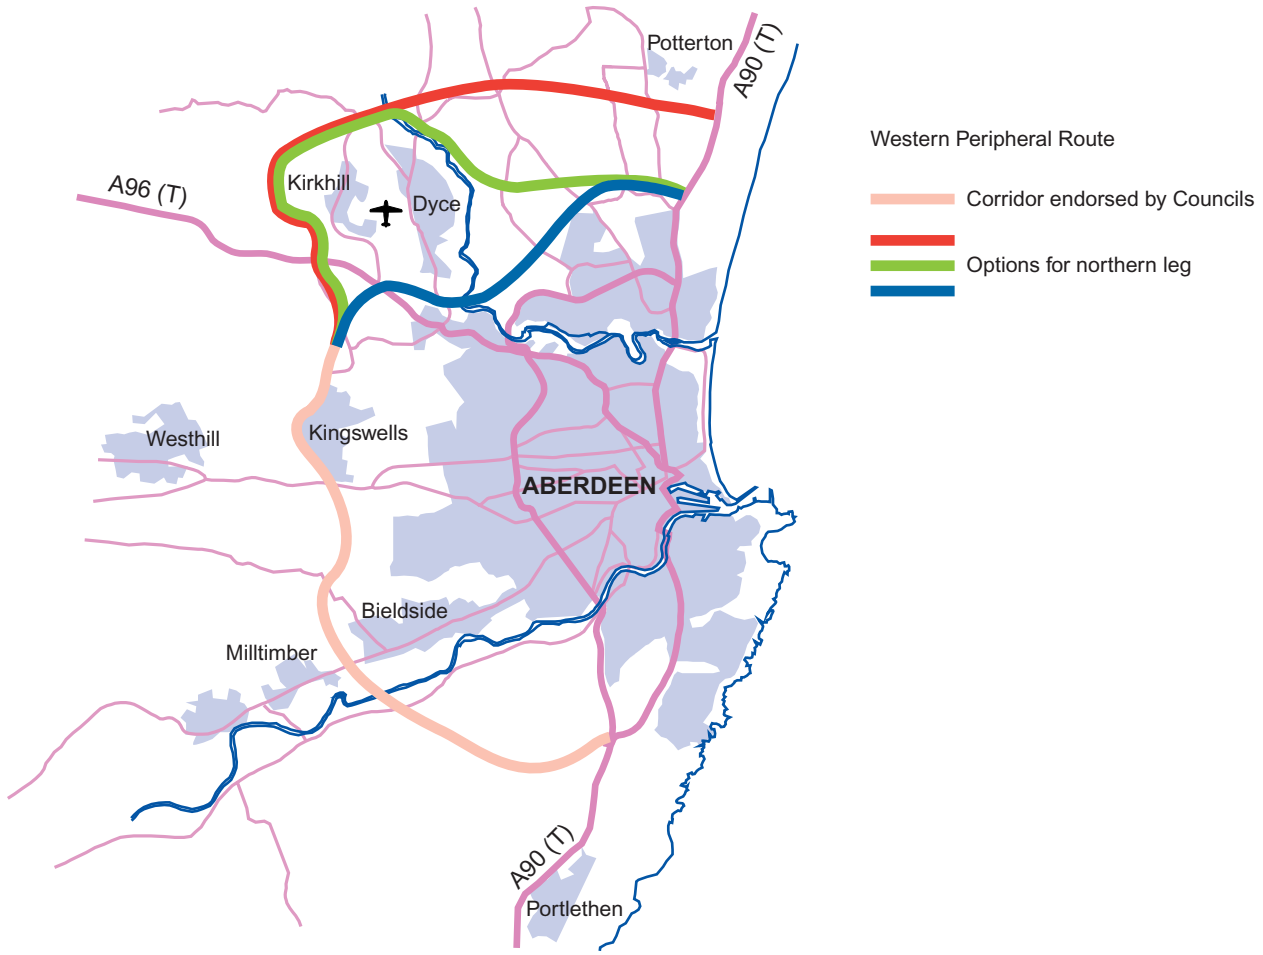 Potterton
A90 (T)
Western Peripheral Route
A96 (T)
Kirkhill
Dyce
Corridor endorsed by Councils
Options for northern leg
Westhill
Kingswells
ABERDEEN
Bieldside
Milltimber
A90 (T)
Portlethen